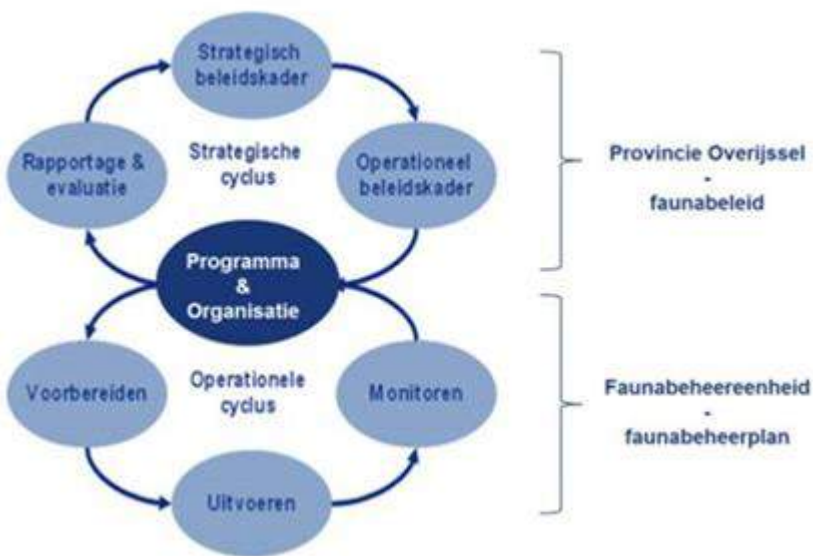 Strategisch
beleidskader
Rapportage &
evaluatie
Strategische
cyclus
Operationeel
beleidskader
Provincie Overijssel
-
faunabeleid
Programma
&
Organisatie
Voorbereiden
Operationele
cyclus
Monitoren
Faunabeheereenheid
-
faunabeheerplan
Uitvoeren